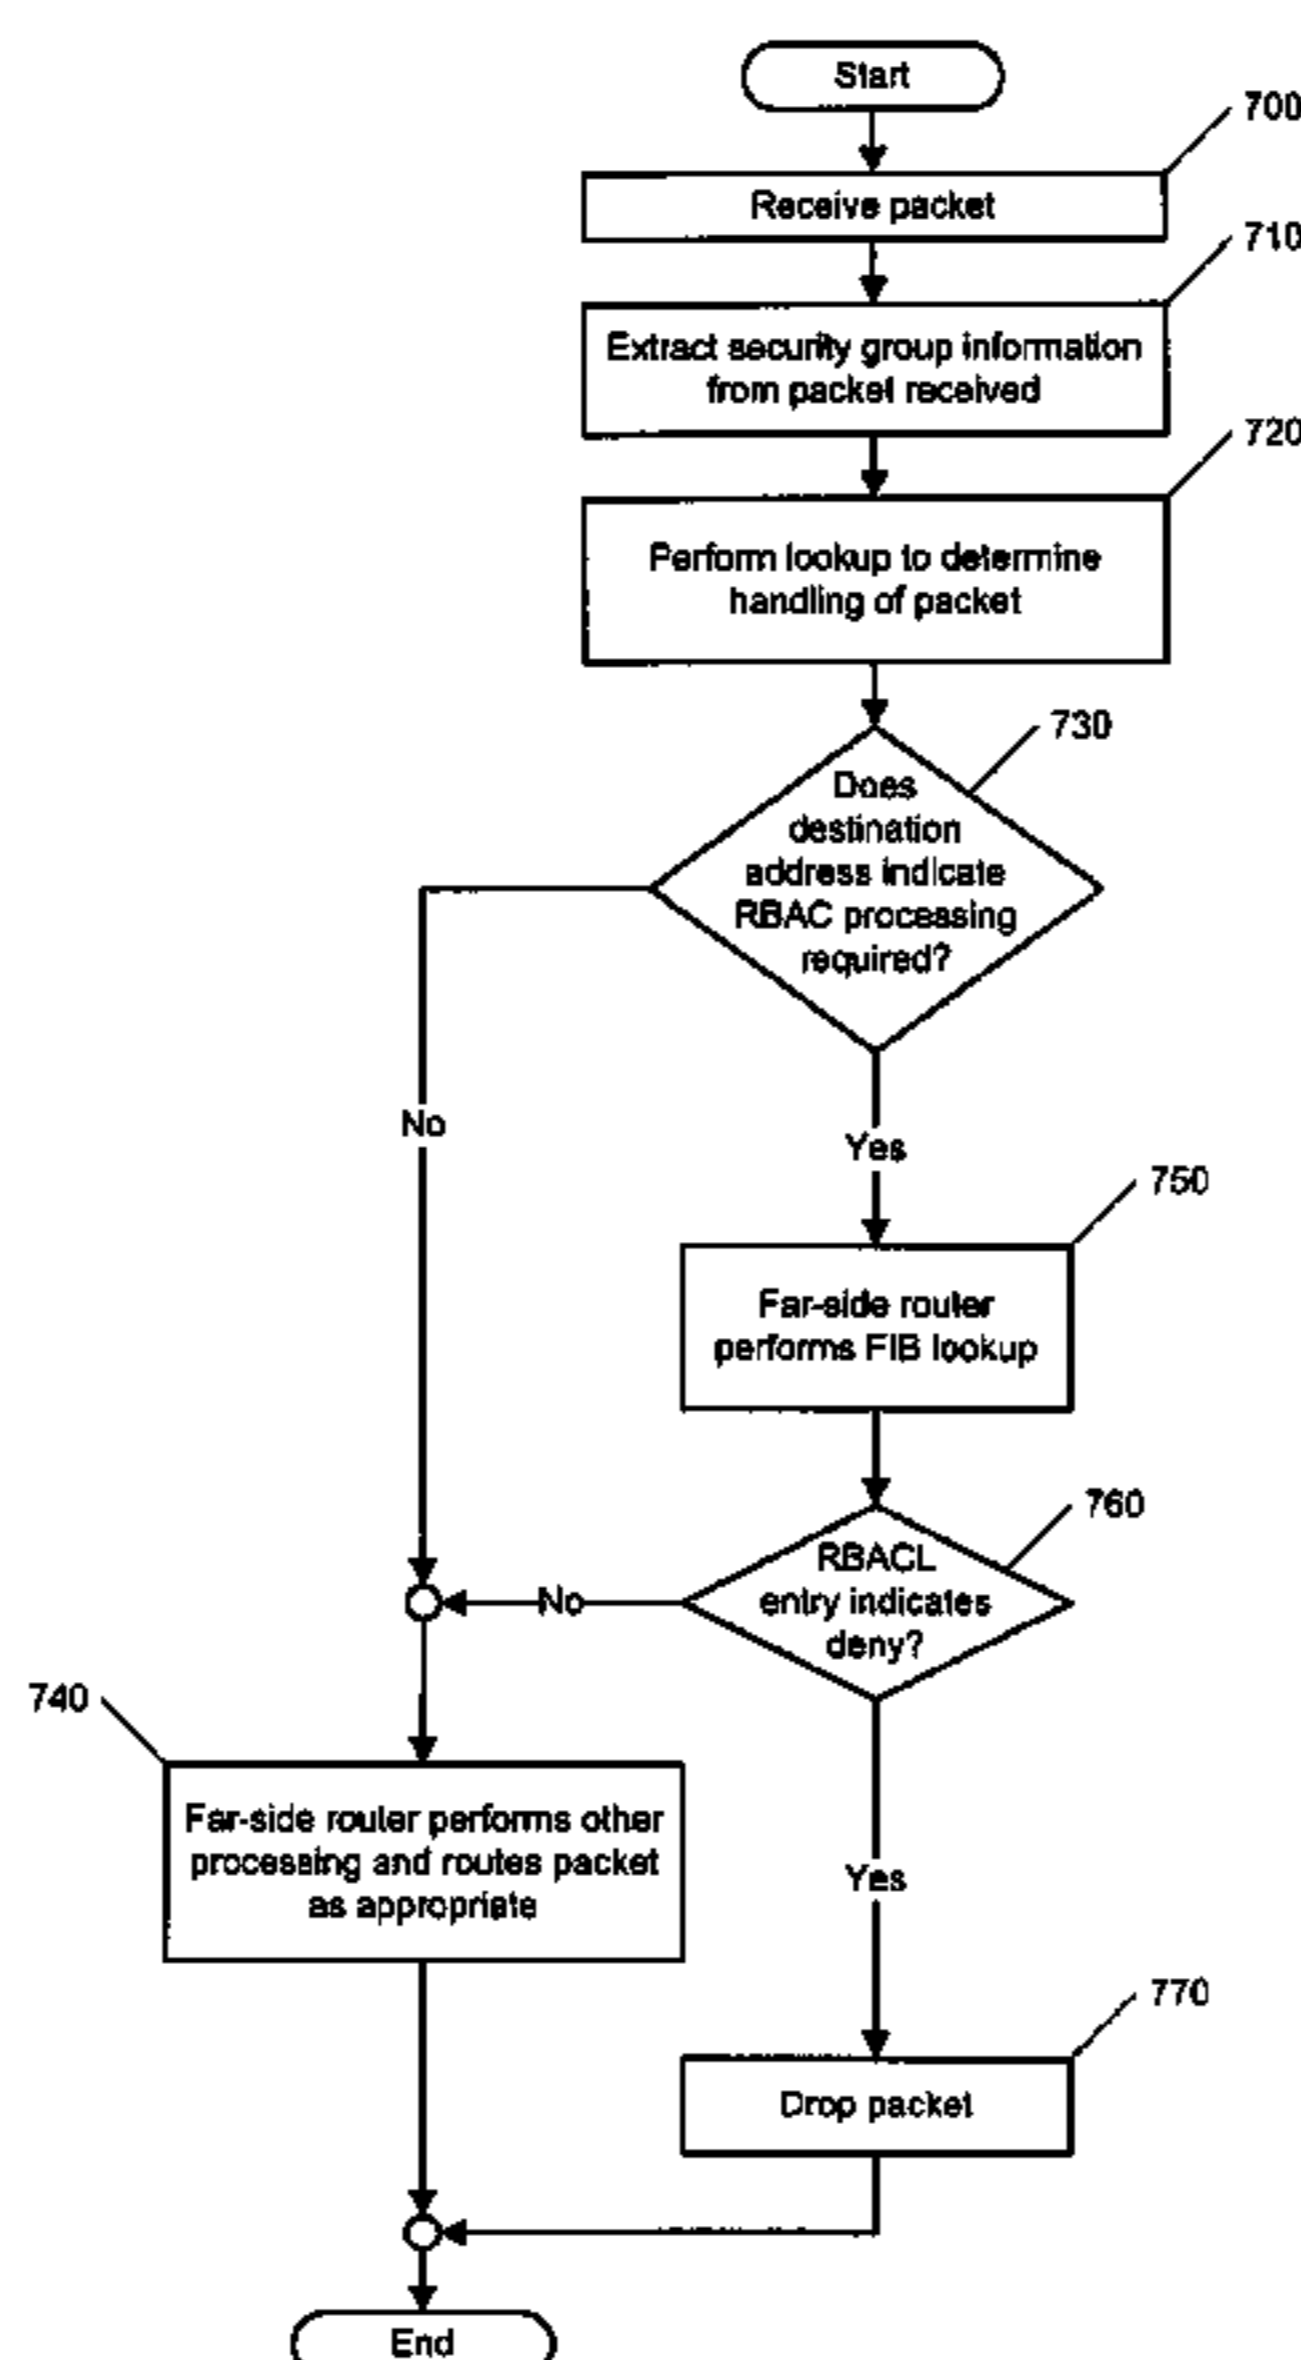 Start
700
Receive packet
710
Extract security group information
from packet received
720
Perform lookup to determine
handling of packet
730
Does
destination
address indicate
RBAC processing
required?
No
Yes
750
Far-side router
performs FIB lookup
760
RBACL
entry indicates
deny?
No
740
Far-side router performs other
processing and routes packet
as appropriate
Yes
770
Drop packet
End